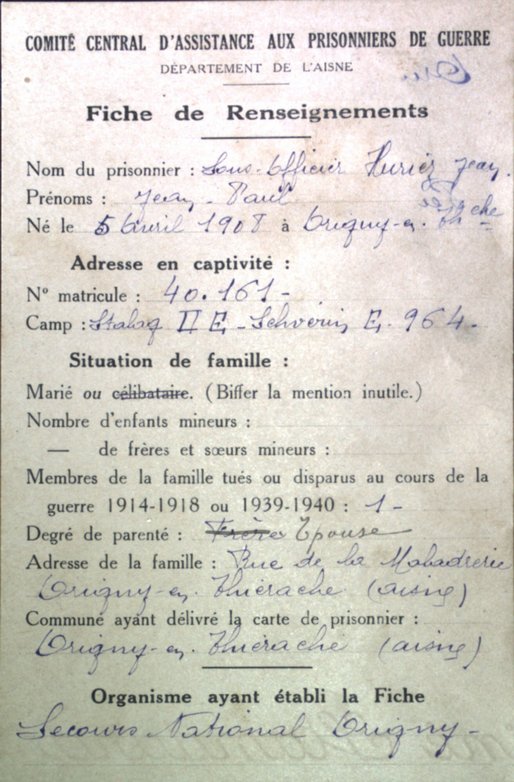 COMITÉ CENTRAL D'ASSISTANCE AUX PRISONNIERS DE GUERRE
DÉPARTEMENT DE L'AISNE
Fiche de Renseignements
Nom du prisonnier : Sous-Officier Huriez Jean.
Prénoms : Jean-Paul
Né le 5 Avril 1908 à Origny-en-Thiérache
Adresse en captivité :
N° matricule : 40.161-
Camp : Stalag II E - Schverin E. 964-
Situation de famille :
Marié ou célibataire. (Biffer la mention inutile.)
Nombre d'enfants mineurs :
— de frères et sœurs mineurs :
Membres de la famille tués ou disparus au cours de la
guerre 1914-1918 ou 1939-1940 : 1-
Degré de parenté : Frère Epouse
Adresse de la famille : Rue de la Maladrerie
Origny-en-Thiérache (aisne)
Commune ayant délivré la carte de prisonnier :
Origny-en-Thiérache (aisne)
Organisme ayant établi la Fiche
Secours National Origny-